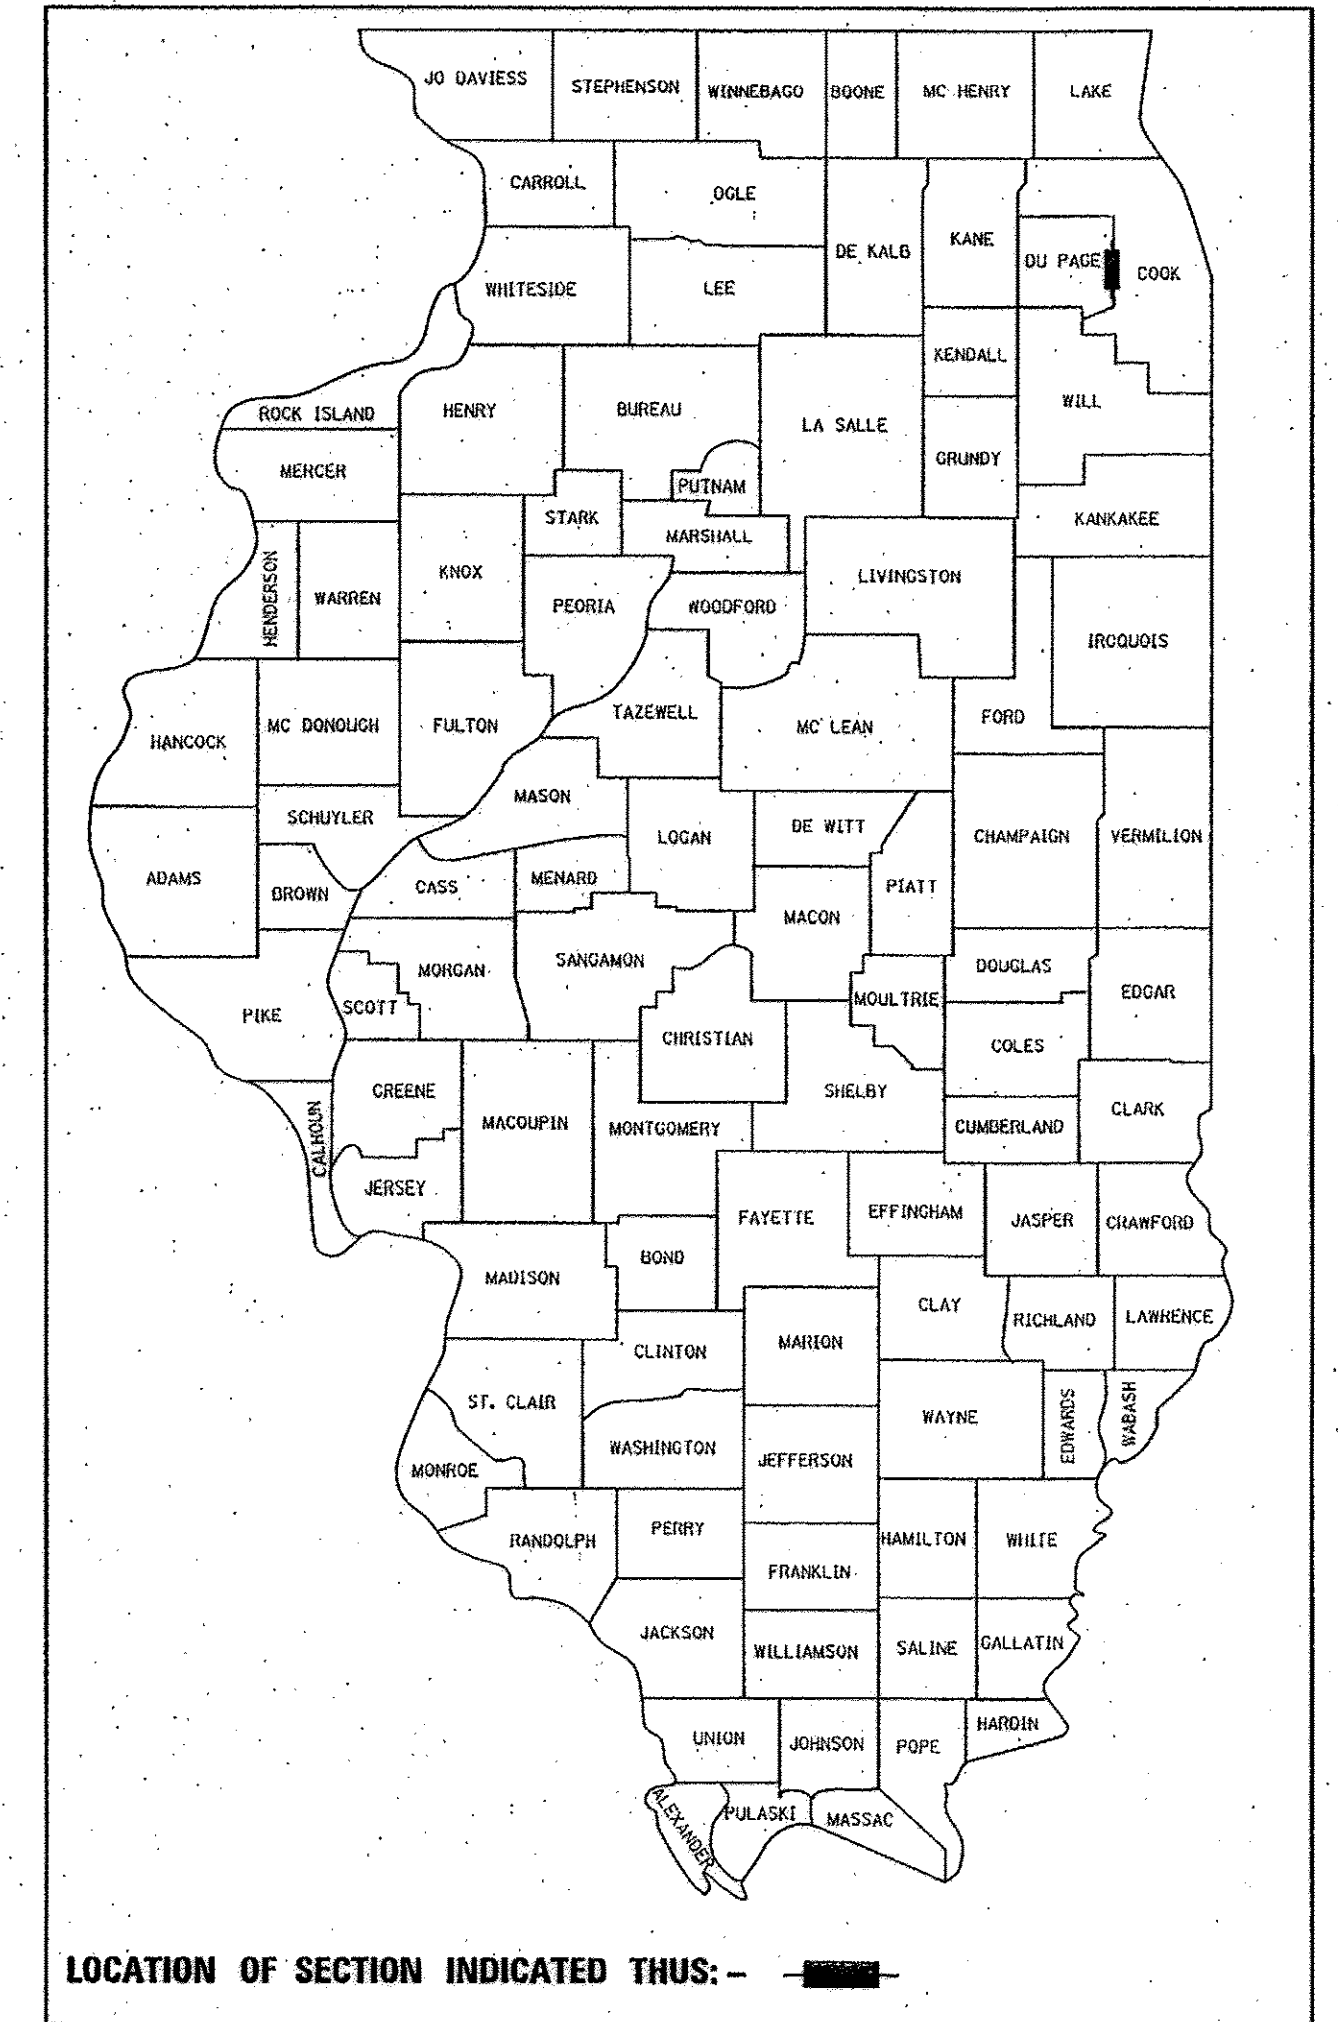 JO DAVIESS
STEPHENSON
WINNEBAGO
BOONE
MC HENRY
LAKE
CARROLL
OGLE
DE KALB
KANE
DU PAGE
COOK
WHITESIDE
LEE
KENDALL
ROCK ISLAND
HENRY
BUREAU
LA SALLE
WILL
MERCER
PUTNAM
GRUNDY
STARK
MARSHALL
KANKAKEE
HENDERSON
WARREN
KNOX
PEORIA
WOODFORD
LIVINGSTON
IROQUOIS
HANCOCK
MC DONOUGH
FULTON
TAZEWELL
MC LEAN
FORD
SCHUYLER
MASON
LOGAN
DE WITT
CHAMPAIGN
VERMILION
ADAMS
BROWN
CASS
MENARD
MACON
PIATT
PIKE
SCOTT
MORGAN
SANGAMON
CHRISTIAN
MOULTRIE
DOUGLAS
EDGAR
COLES
CALHOUN
GREENE
MACOUPIN
MONTGOMERY
SHELBY
CUMBERLAND
CLARK
JERSEY
FAYETTE
EFFINGHAM
JASPER
CRAWFORD
MADISON
BOND
CLAY
RICHLAND
LAWRENCE
CLINTON
MARION
ST. CLAIR
WASHINGTON
JEFFERSON
WAYNE
EDWARDS
WABASH
MONROE
RANDOLPH
PERRY
FRANKLIN
HAMILTON
WHITE
JACKSON
WILLIAMSON
SALINE
GALLATIN
UNION
JOHNSON
POPE
HARDIN
ALEXANDER
PULASKI
MASSAC
LOCATION OF SECTION INDICATED THUS: -